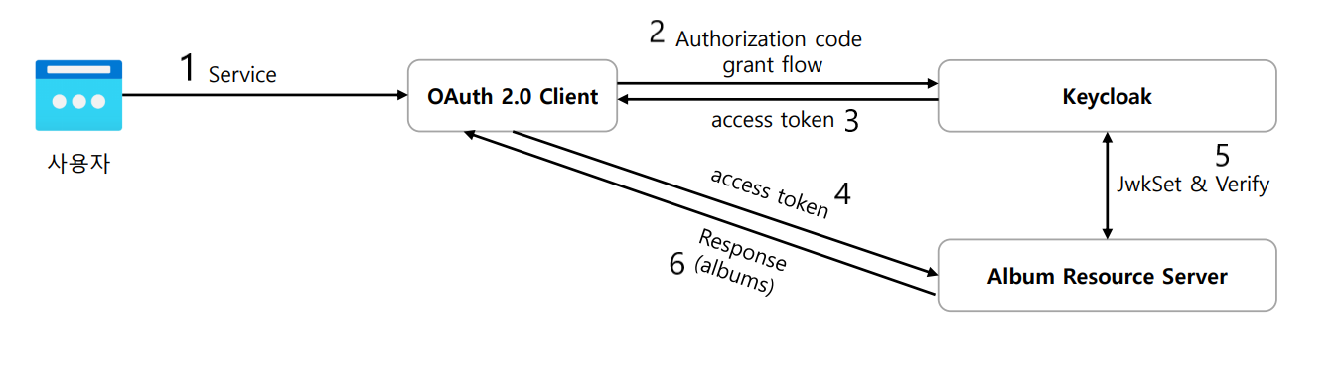 1 Service
사용자
OAuth 2.0 Client
2 Authorization code
grant flow
access token 3
Keycloak
access token 4
5
JwkSet & Verify
Response
6 (albums)
Album Resource Server